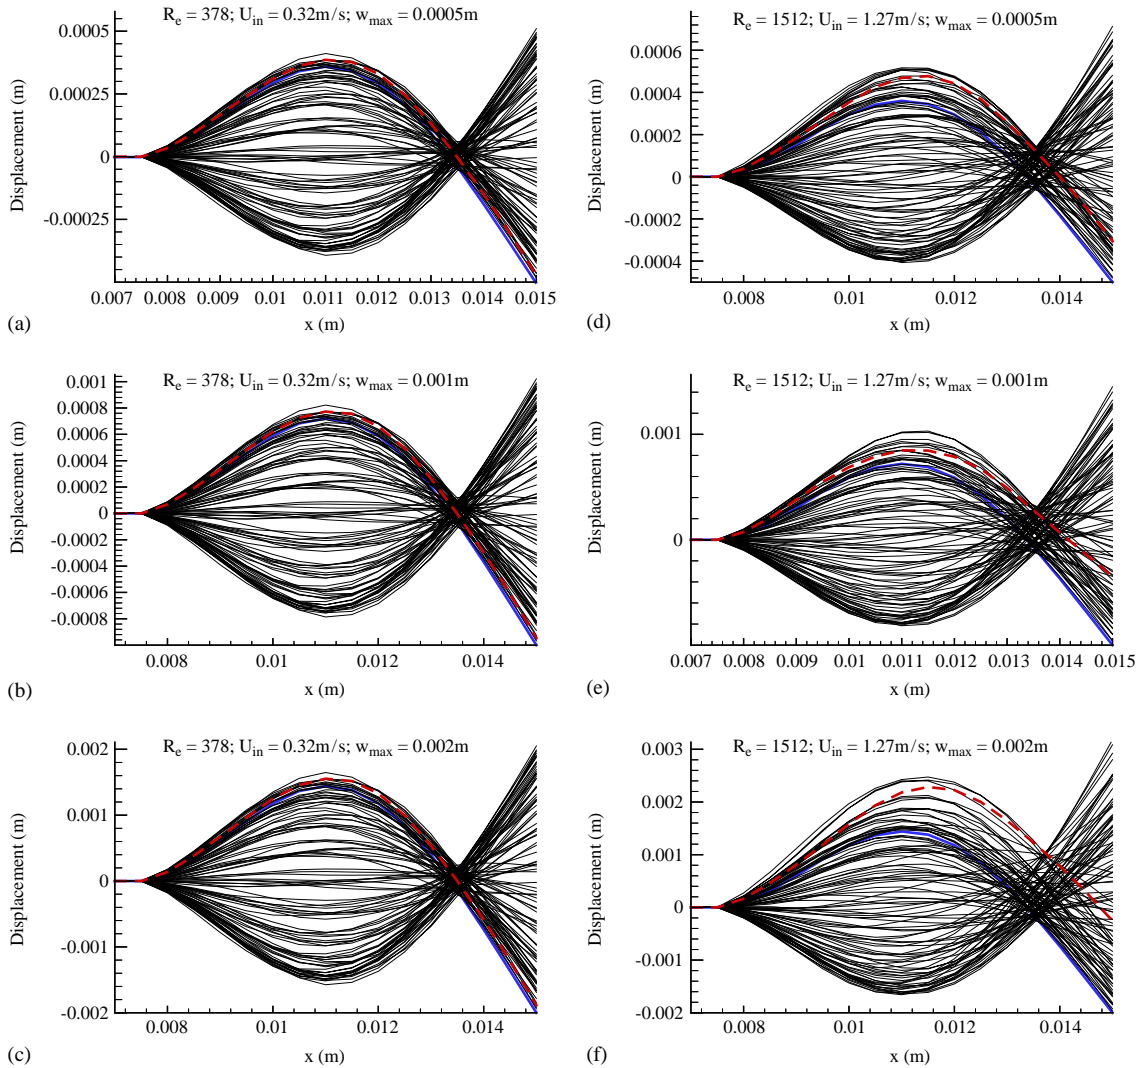 R_e = 378; U_in = 0.32m/s; w_max = 0.0005m
0.0005
0.00025
0
-0.00025
Displacement (m)
0.007 0.008 0.009 0.01 0.011 0.012 0.013 0.014 0.015
x (m)
(a)
R_e = 1512; U_in = 1.27m/s; w_max = 0.0005m
0.0006
0.0004
0.0002
0
-0.0002
-0.0004
Displacement (m)
0.008 0.01 0.012 0.014
x (m)
(d)
R_e = 378; U_in = 0.32m/s; w_max = 0.001m
0.001
0.0008
0.0006
0.0004
0.0002
0
-0.0002
-0.0004
-0.0006
-0.0008
Displacement (m)
0.008 0.01 0.012 0.014
x (m)
(b)
R_e = 1512; U_in = 1.27m/s; w_max = 0.001m
0.001
0
Displacement (m)
0.007 0.008 0.009 0.01 0.011 0.012 0.013 0.014 0.015
x (m)
(e)
R_e = 378; U_in = 0.32m/s; w_max = 0.002m
0.002
0.001
0
-0.001
-0.002
Displacement (m)
0.008 0.01 0.012 0.014
x (m)
(c)
R_e = 1512; U_in = 1.27m/s; w_max = 0.002m
0.003
0.002
0.001
0
-0.001
-0.002
Displacement (m)
0.008 0.01 0.012 0.014
x (m)
(f)